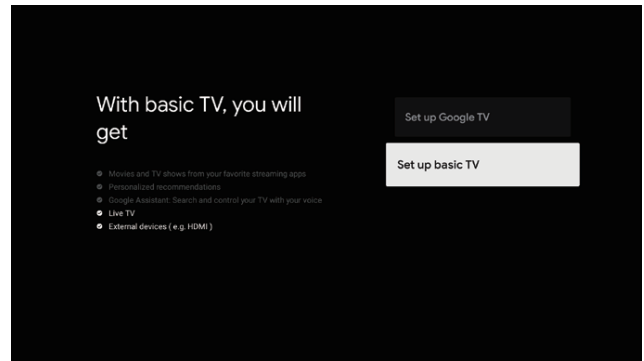 With basic TV, you will
get
Movies and TV shows from your favorite streaming apps
Personalized recommendations
Google Assistant: Search and control your TV with your voice
Live TV
External devices ( e.g. HDMI )
Set up Google TV
Set up basic TV